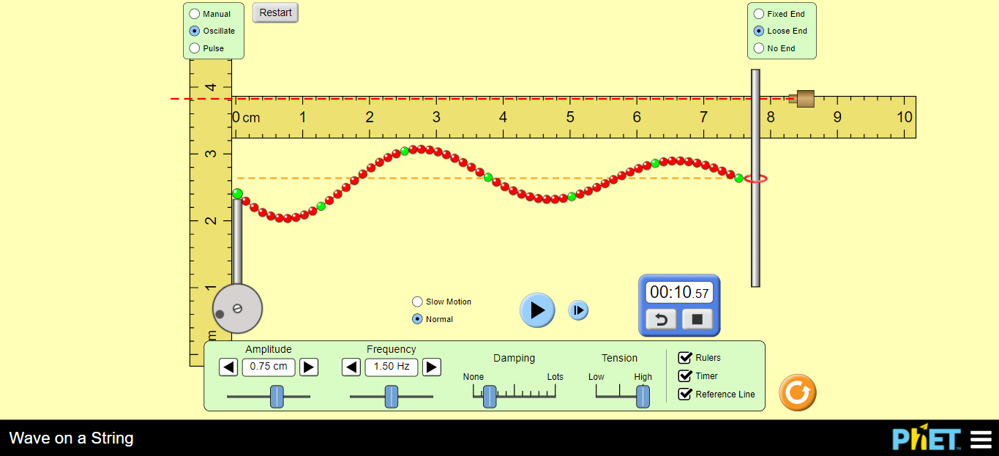 Manual
Oscillate
Pulse
Restart
Fixed End
Loose End
No End
4
3
2
1
m
0 cm 1 2 3 4 5 6 7 8 9 10
Slow Motion
Normal
00:10.57
Amplitude
0.75 cm
Frequency
1.50 Hz
Damping
None Lots
Tension
Low High
Rulers
Timer
Reference Line
Wave on a String
PhET